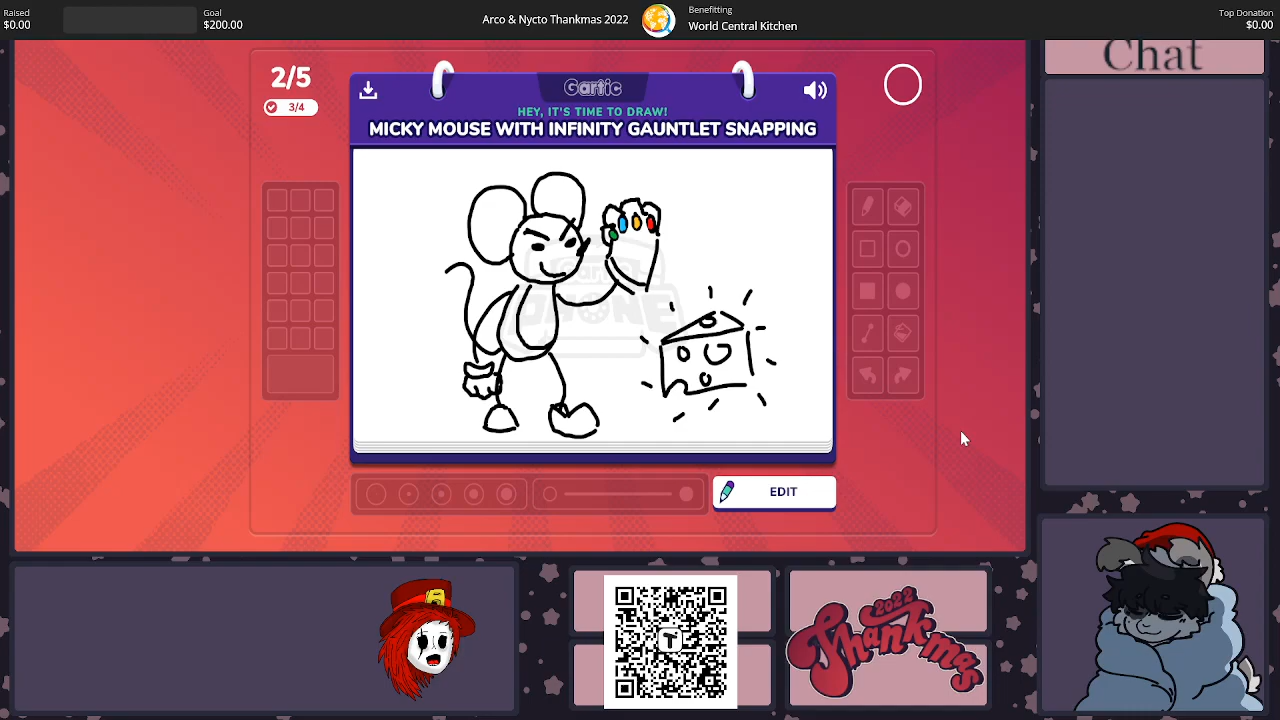 Raised
$0.00
Goal
$200.00
Arco & Nycto Thankmas 2022
Benefitting
World Central Kitchen
Top Donation
$0.00
Chat
2/5
3/4
Gartic
HEY, IT'S TIME TO DRAW!
MICKY MOUSE WITH INFINITY GAUNTLET SNAPPING
Gartic
PHONE
EDIT
T
2022
Thankmas